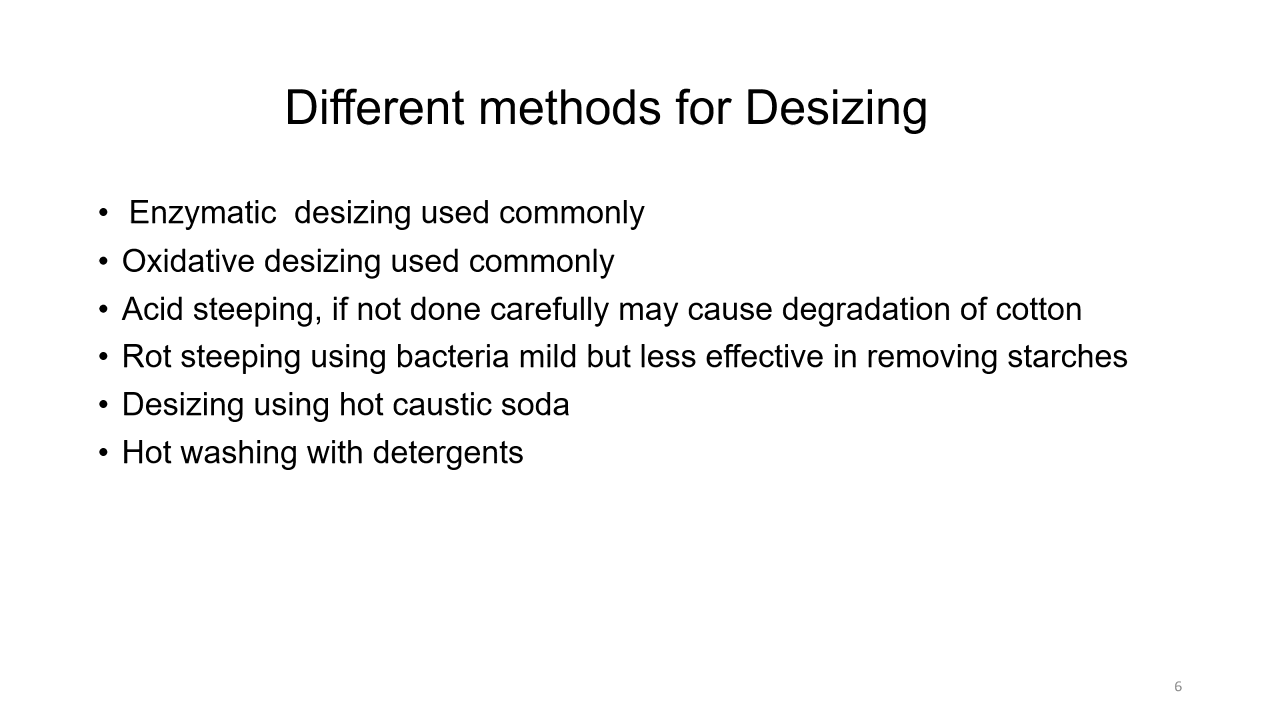 Different methods for Desizing
• Enzymatic desizing used commonly
• Oxidative desizing used commonly
• Acid steeping, if not done carefully may cause degradation of cotton
• Rot steeping using bacteria mild but less effective in removing starches
• Desizing using hot caustic soda
• Hot washing with detergents
6